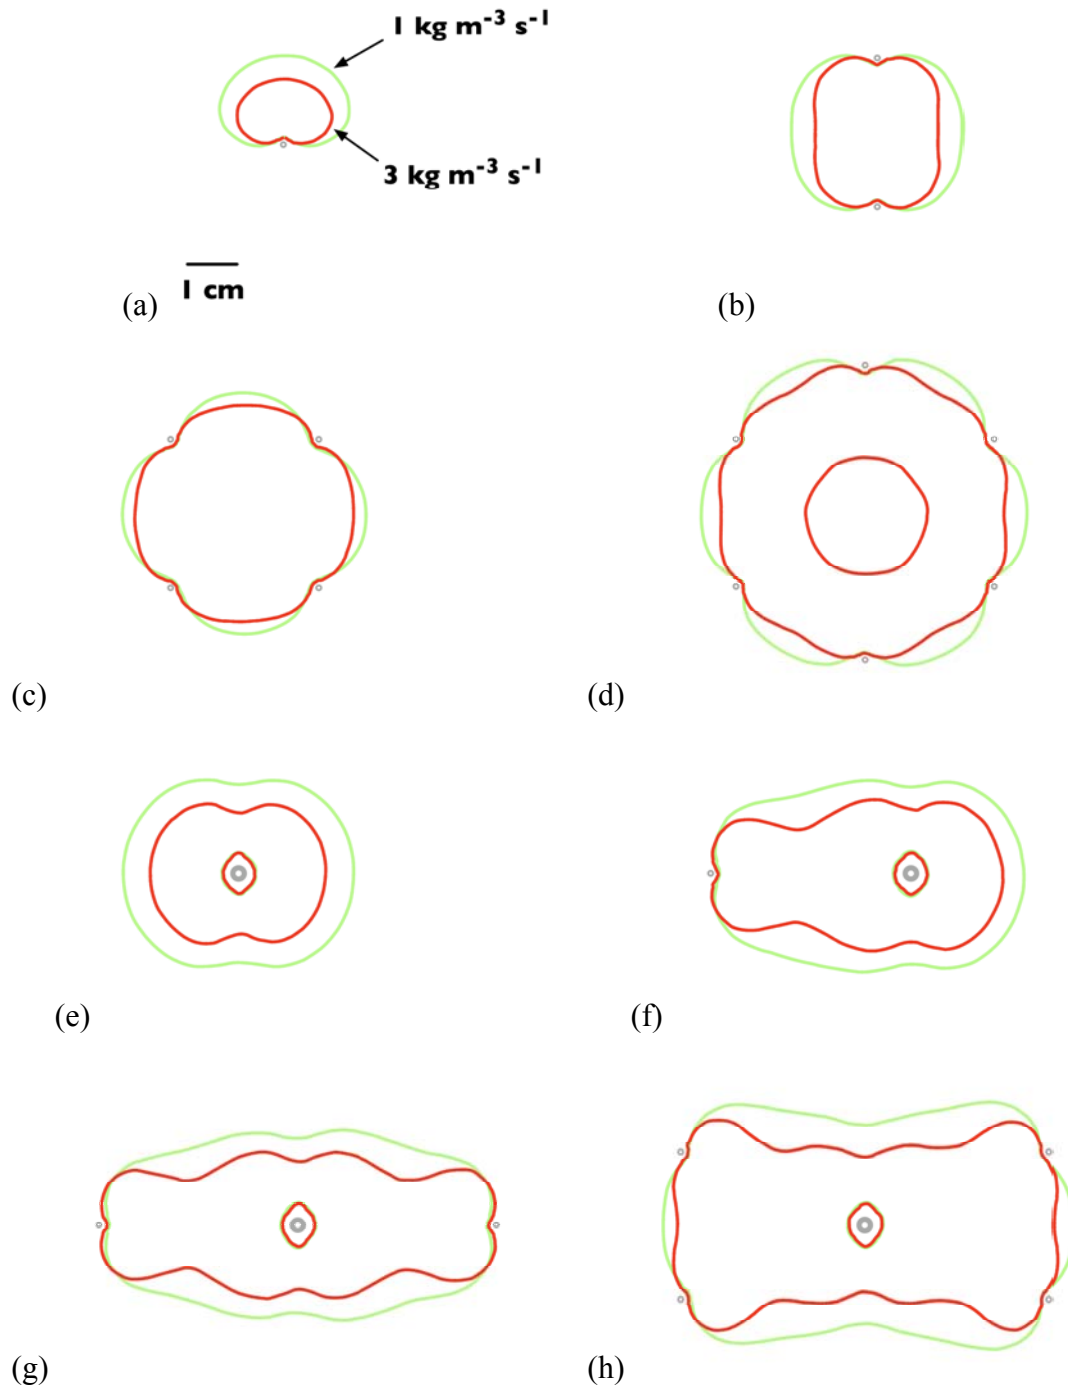 1 kg m⁻³ s⁻¹
3 kg m⁻³ s⁻¹
1 cm
(a)
(b)
(c)
(d)
(e)
(f)
(g)
(h)